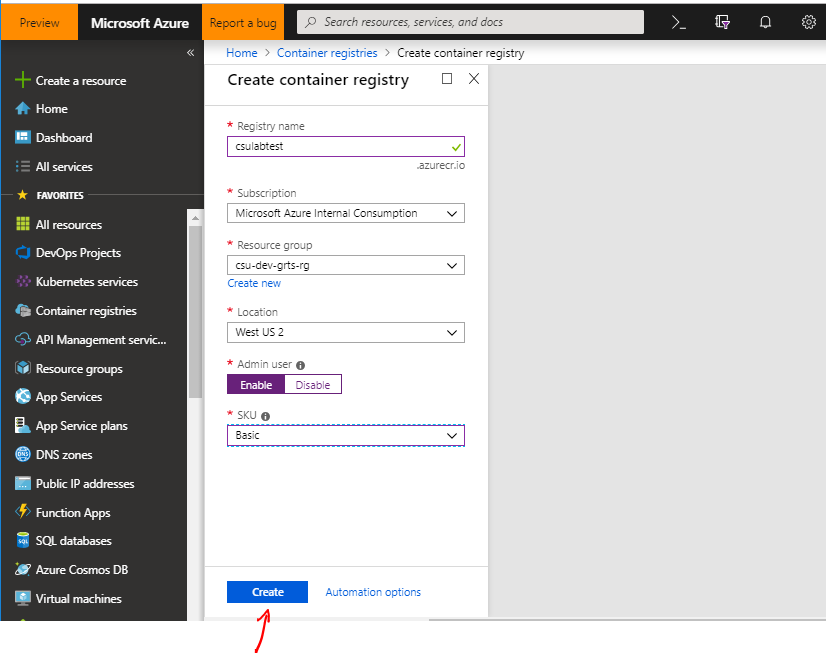 Preview
Microsoft Azure
Report a bug
Search resources, services, and docs
Home > Container registries > Create container registry
«
Create a resource
Home
Dashboard
All services
FAVORITES
All resources
DevOps Projects
Kubernetes services
Container registries
API Management servic...
Resource groups
App Services
App Service plans
DNS zones
Public IP addresses
Function Apps
SQL databases
Azure Cosmos DB
Virtual machines
Create container registry
* Registry name
csulabtest
.azurecr.io
* Subscription
Microsoft Azure Internal Consumption
* Resource group
csu-dev-grts-rg
Create new
* Location
West US 2
* Admin user
Enable Disable
* SKU
Basic
Create Automation options